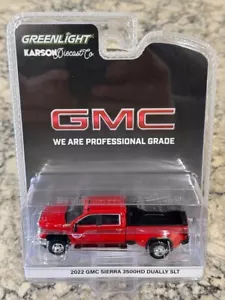 GREENLIGHT
KARSON Diecast Co
GMC
WE ARE PROFESSIONAL GRADE
2022 GMC SIERRA 3500HD DUALLY SLT